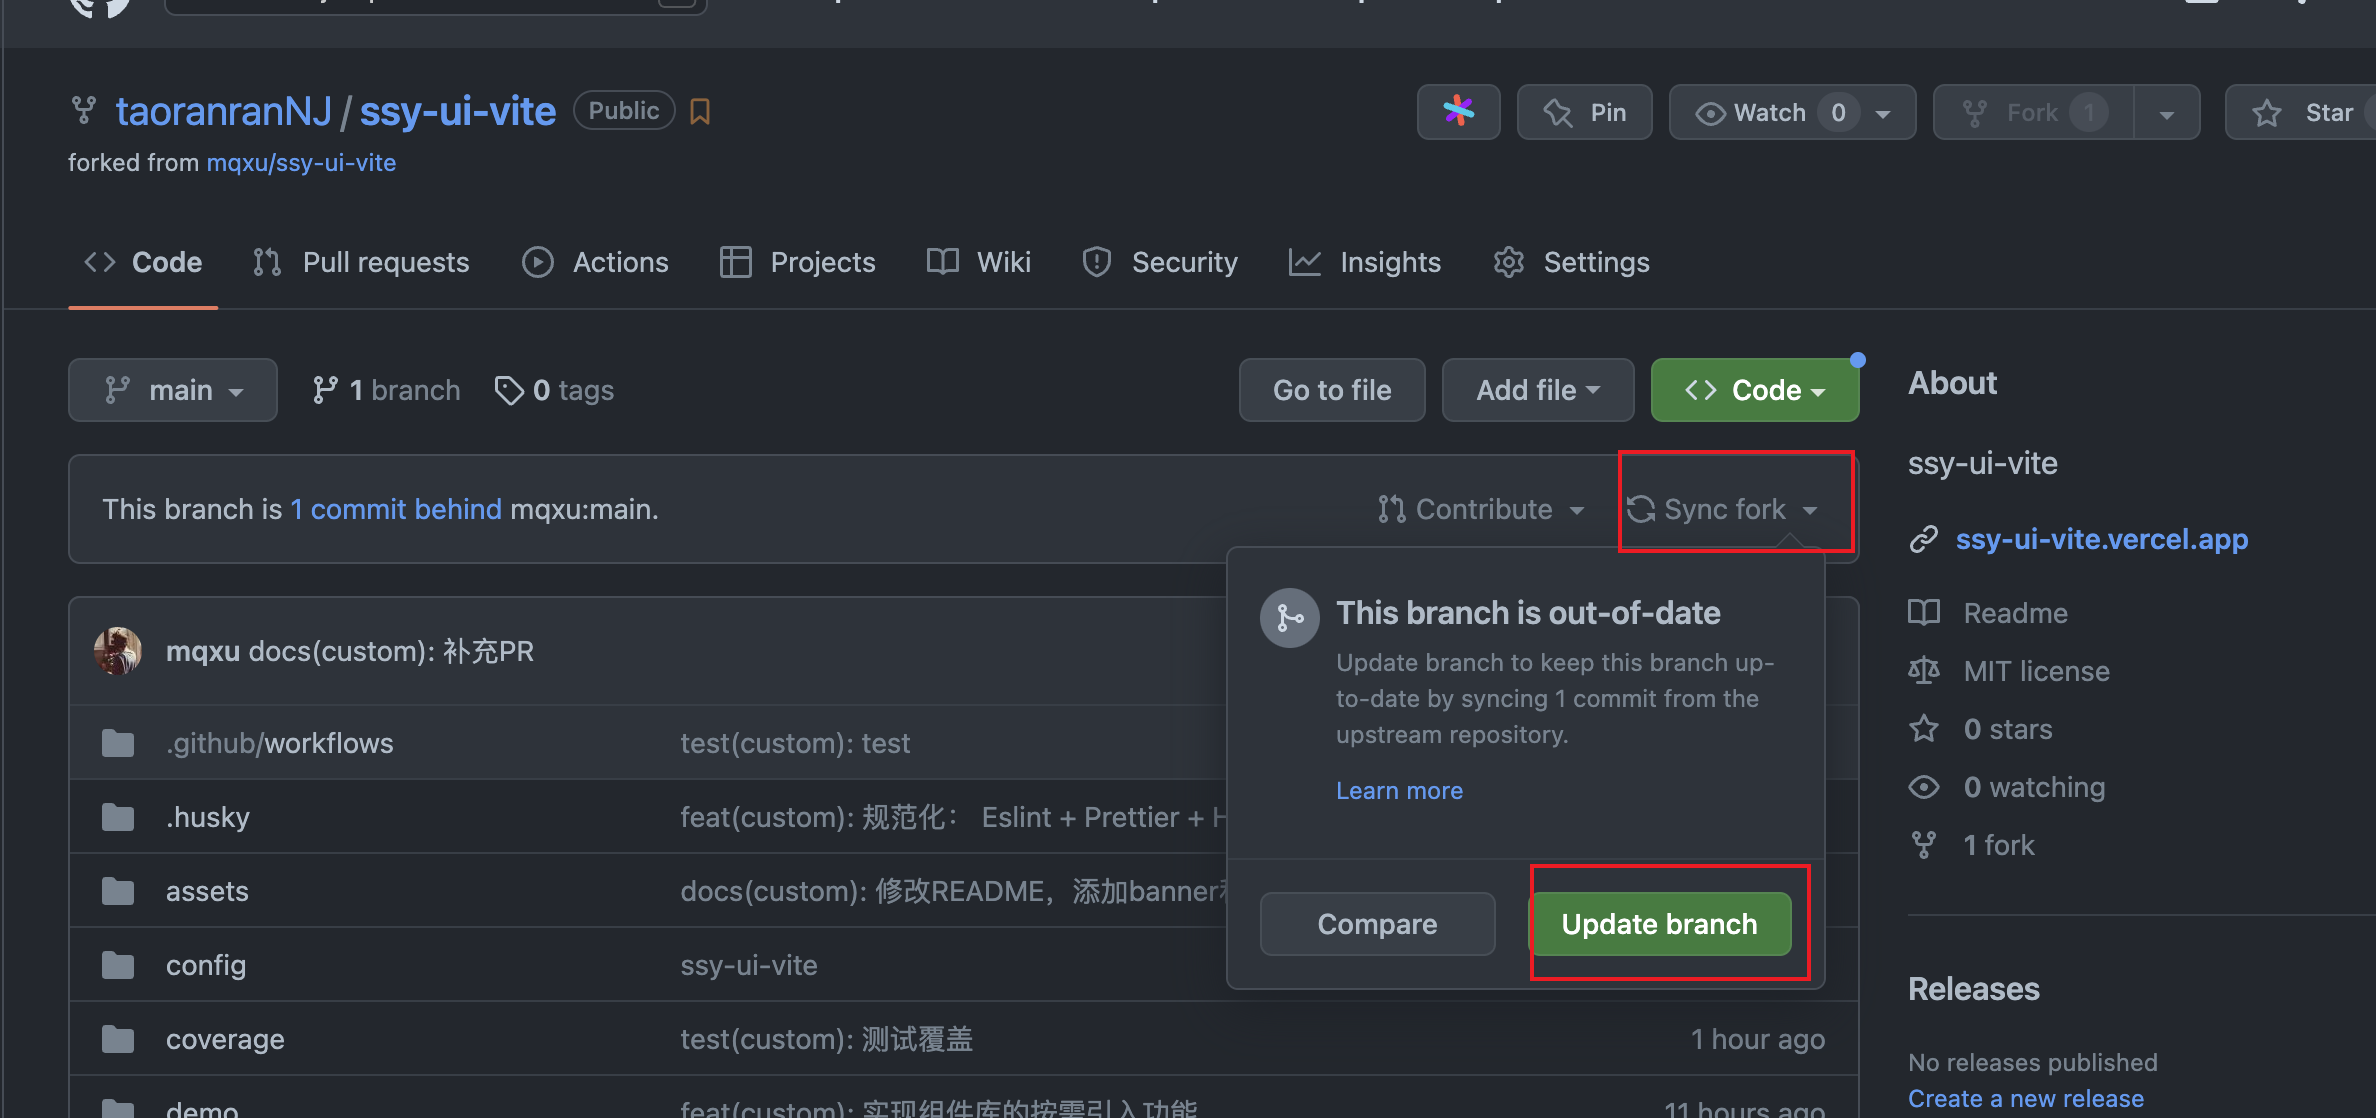 taoranranNJ / ssy-ui-vite Public
Pin
Watch 0
Fork 1
Star
forked from mqxu/ssy-ui-vite
Code
Pull requests
Actions
Projects
Wiki
Security
Insights
Settings
main
1 branch
0 tags
Go to file
Add file
Code
This branch is 1 commit behind mqxu:main.
Contribute
Sync fork
This branch is out-of-date
Update branch to keep this branch up-
to-date by syncing 1 commit from the
upstream repository.
Learn more
Compare
Update branch
mqxu docs(custom): 补充PR
.github/workflows
test(custom): test
.husky
feat(custom): 规范化： Eslint + Prettier + H
assets
docs(custom): 修改README，添加banner
config
ssy-ui-vite
coverage
test(custom): 测试覆盖
1 hour ago
demo
feat(custom): 实现组件库的按需引入功能
11 hours ago
About
ssy-ui-vite
ssy-ui-vite.vercel.app
Readme
MIT license
0 stars
0 watching
1 fork
Releases
No releases published
Create a new release